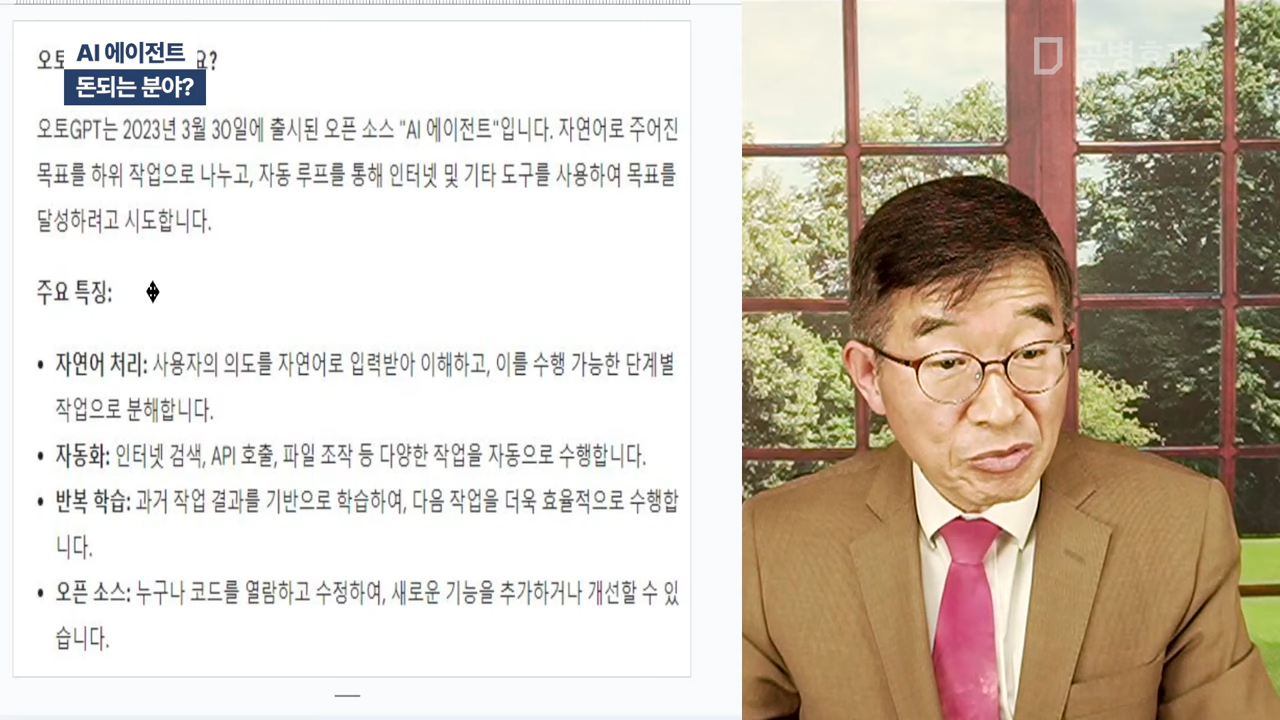 오토
AI 에이전트
요?
돈되는 분야?
오토GPT는 2023년 3월 30일에 출시된 오픈 소스 "AI 에이전트"입니다. 자연어로 주어진
목표를 하위 작업으로 나누고, 자동 루프를 통해 인터넷 및 기타 도구를 사용하여 목표를
달성하려고 시도합니다.
주요 특징:
• 자연어 처리: 사용자의 의도를 자연어로 입력받아 이해하고, 이를 수행 가능한 단계별
작업으로 분해합니다.
• 자동화: 인터넷 검색, API 호출, 파일 조작 등 다양한 작업을 자동으로 수행합니다.
• 반복 학습: 과거 작업 결과를 기반으로 학습하여, 다음 작업을 더욱 효율적으로 수행합
니다.
• 오픈 소스: 누구나 코드를 열람하고 수정하여, 새로운 기능을 추가하거나 개선할 수 있
습니다.
공병호TV